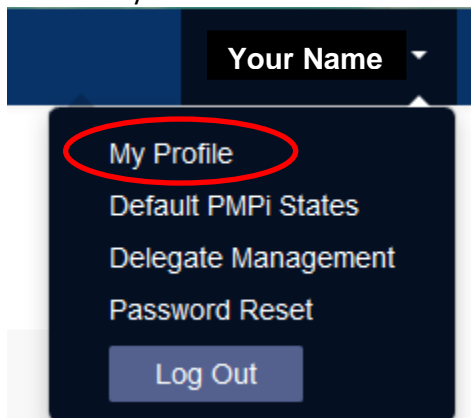 Your Name
My Profile
Default PMPi States
Delegate Management
Password Reset
Log Out